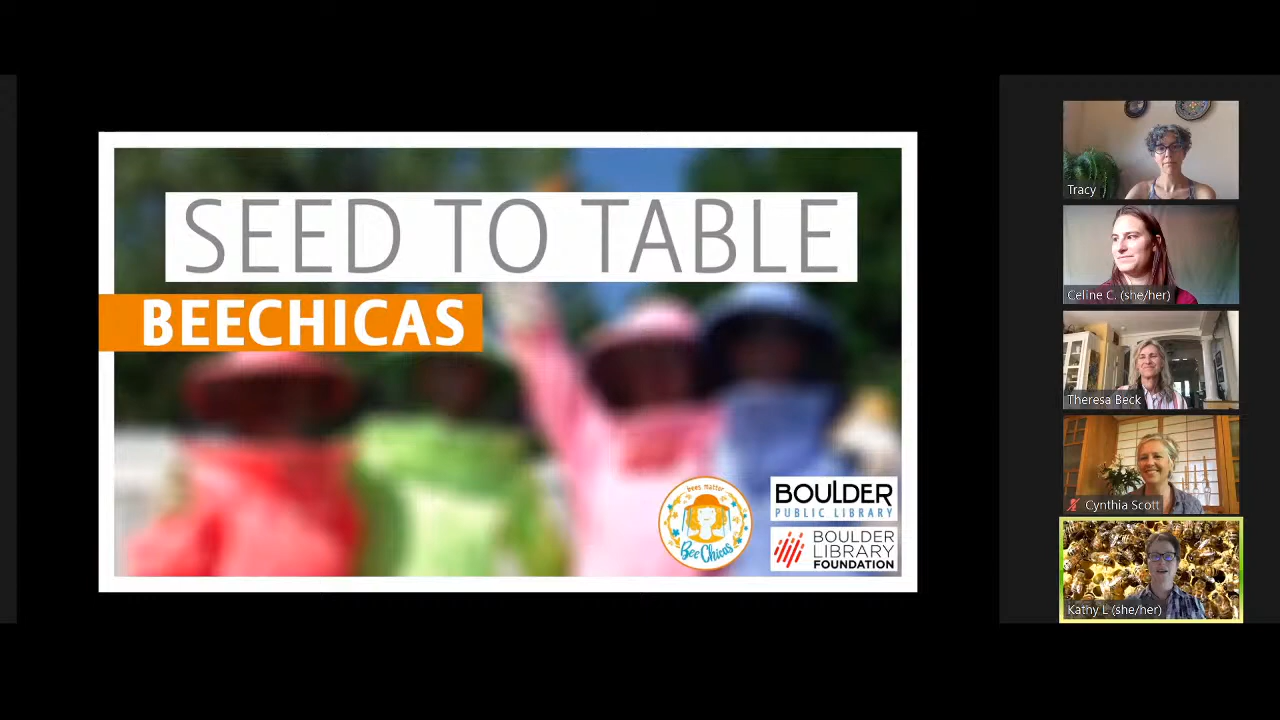 SEED TO TABLE
BEECHICAS
bees matter
BeeChicas
BOULDER
PUBLIC LIBRARY
BOULDER
LIBRARY
FOUNDATION
Tracy
Celine C. (she/her)
Theresa Beck
Cynthia Scott
Kathy L (she/her)